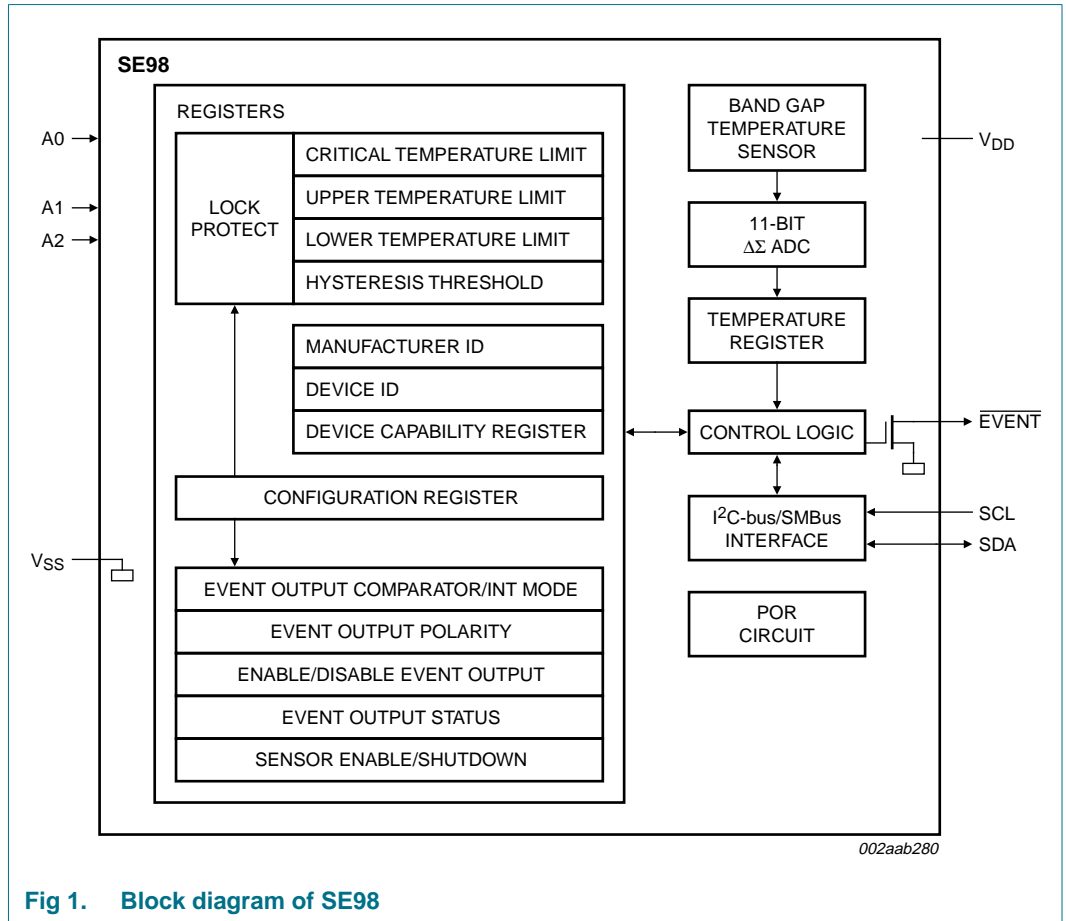 SE98
REGISTERS
A0
A1
A2
LOCK
PROTECT
CRITICAL TEMPERATURE LIMIT
UPPER TEMPERATURE LIMIT
LOWER TEMPERATURE LIMIT
HYSTERESIS THRESHOLD
MANUFACTURER ID
DEVICE ID
DEVICE CAPABILITY REGISTER
CONFIGURATION REGISTER
VSS
EVENT OUTPUT COMPARATOR/INT MODE
EVENT OUTPUT POLARITY
ENABLE/DISABLE EVENT OUTPUT
EVENT OUTPUT STATUS
SENSOR ENABLE/SHUTDOWN
BAND GAP
TEMPERATURE
SENSOR
VDD
11-BIT
ΔΣ ADC
TEMPERATURE
REGISTER
CONTROL LOGIC
EVENT
I2C-bus/SMBus
INTERFACE
SCL
SDA
POR
CIRCUIT
002aab280
Fig 1. Block diagram of SE98